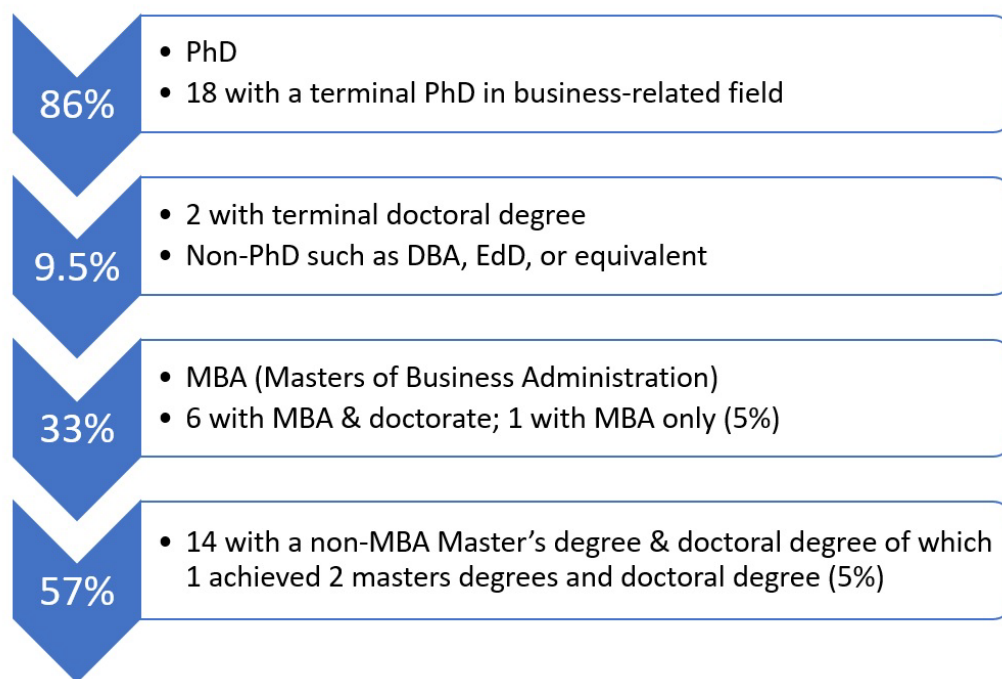 86%
• PhD
• 18 with a terminal PhD in business-related field
9.5%
• 2 with terminal doctoral degree
• Non-PhD such as DBA, EdD, or equivalent
33%
• MBA (Masters of Business Administration)
• 6 with MBA & doctorate; 1 with MBA only (5%)
57%
• 14 with a non-MBA Master’s degree & doctoral degree of which
1 achieved 2 masters degrees and doctoral degree (5%)